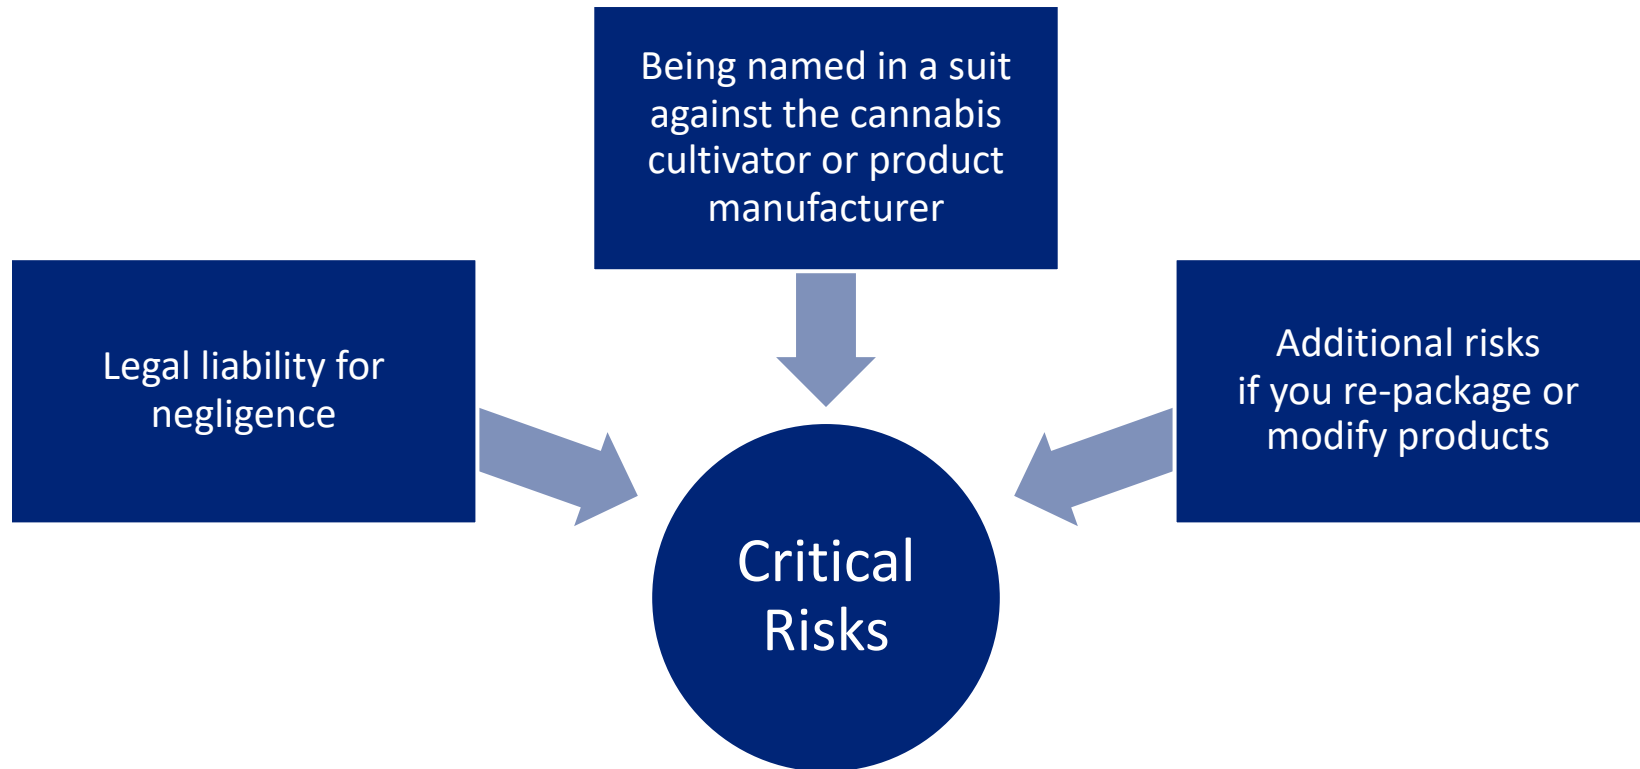 Being named in a suit
against the cannabis
cultivator or product
manufacturer
Legal liability for
negligence
Additional risks
if you re-package or
modify products
Critical
Risks